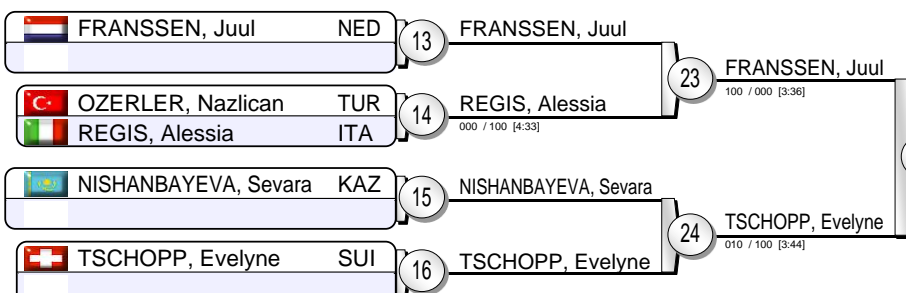 FRANSSEN, Juul NED
13
FRANSSEN, Juul
23
FRANSSEN, Juul
100 / 000 [3:36]
OZERLER, Nazlican TUR
REGIS, Alessia ITA
14
REGIS, Alessia
000 / 100 [4:33]
NISHANBAYEVA, Sevara KAZ
15
NISHANBAYEVA, Sevara
24
TSCHOPP, Evelyne
010 / 100 [3:44]
TSCHOPP, Evelyne SUI
16
TSCHOPP, Evelyne